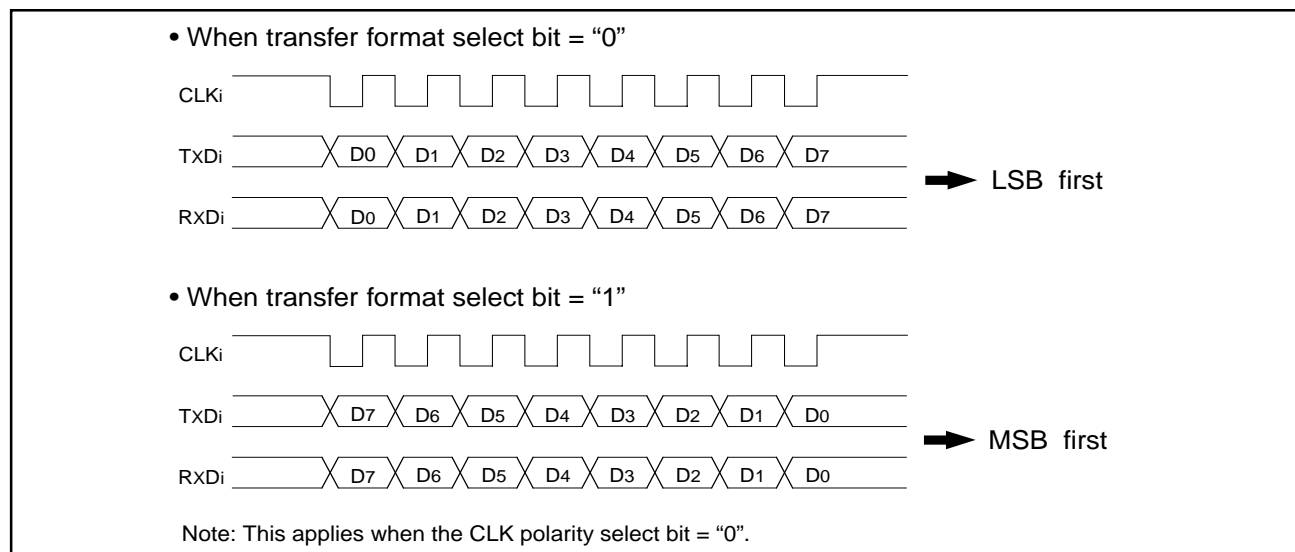 • When transfer format select bit = “0”
CLKi
TXDi D0 D1 D2 D3 D4 D5 D6 D7
LSB first
RXDi D0 D1 D2 D3 D4 D5 D6 D7
• When transfer format select bit = “1”
CLKi
TXDi D7 D6 D5 D4 D3 D2 D1 D0
MSB first
RXDi D7 D6 D5 D4 D3 D2 D1 D0
Note: This applies when the CLK polarity select bit = “0”.